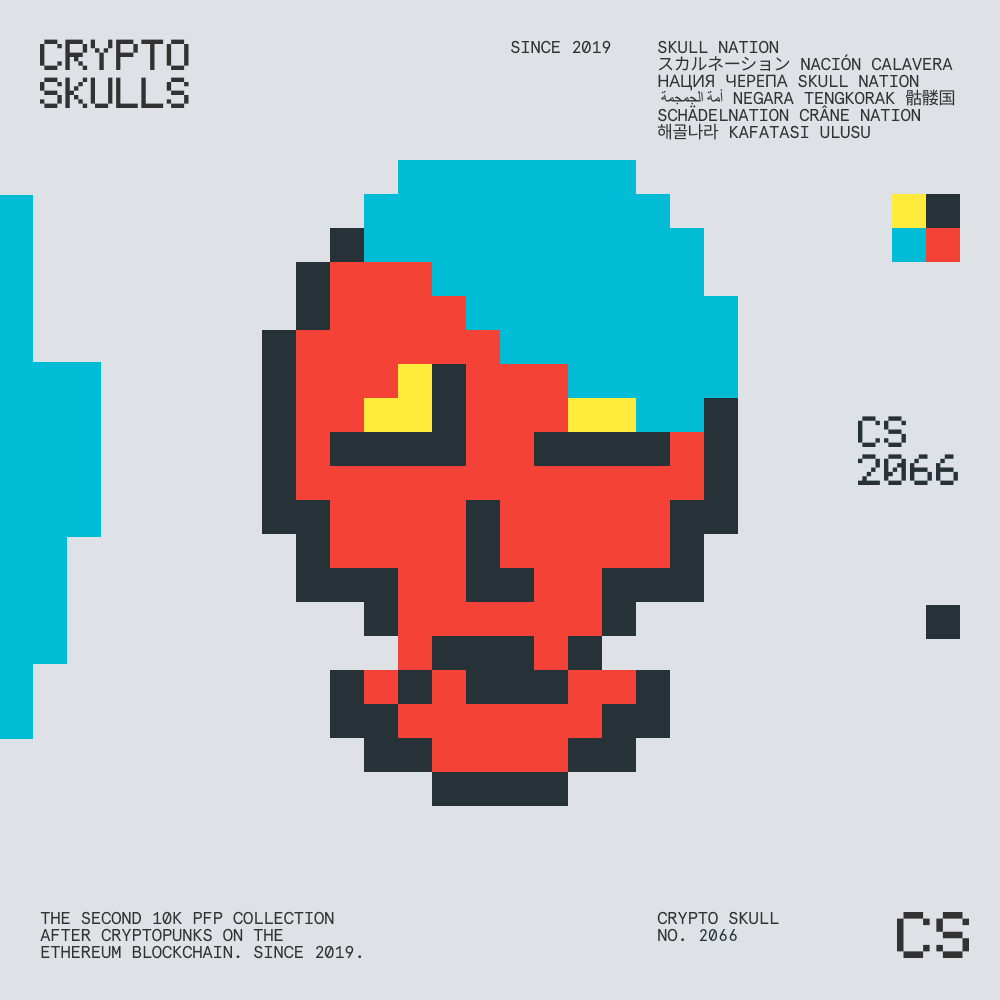 CRYPTO
SKULLS
SINCE 2019
SKULL NATION
スカルネーション NACIÓN CALAVERA
НАЦИЯ ЧЕРЕПА SKULL NATION
أمة الجمجمة NEGARA TENGKORAK 骷髅国
SCHÄDELNATION CRÂNE NATION
해골나라 KAFATASI ULUSU
CS
2066
THE SECOND 10K PFP COLLECTION
AFTER CRYPTOPUNKS ON THE
ETHEREUM BLOCKCHAIN. SINCE 2019.
CRYPTO SKULL
NO. 2066
CS